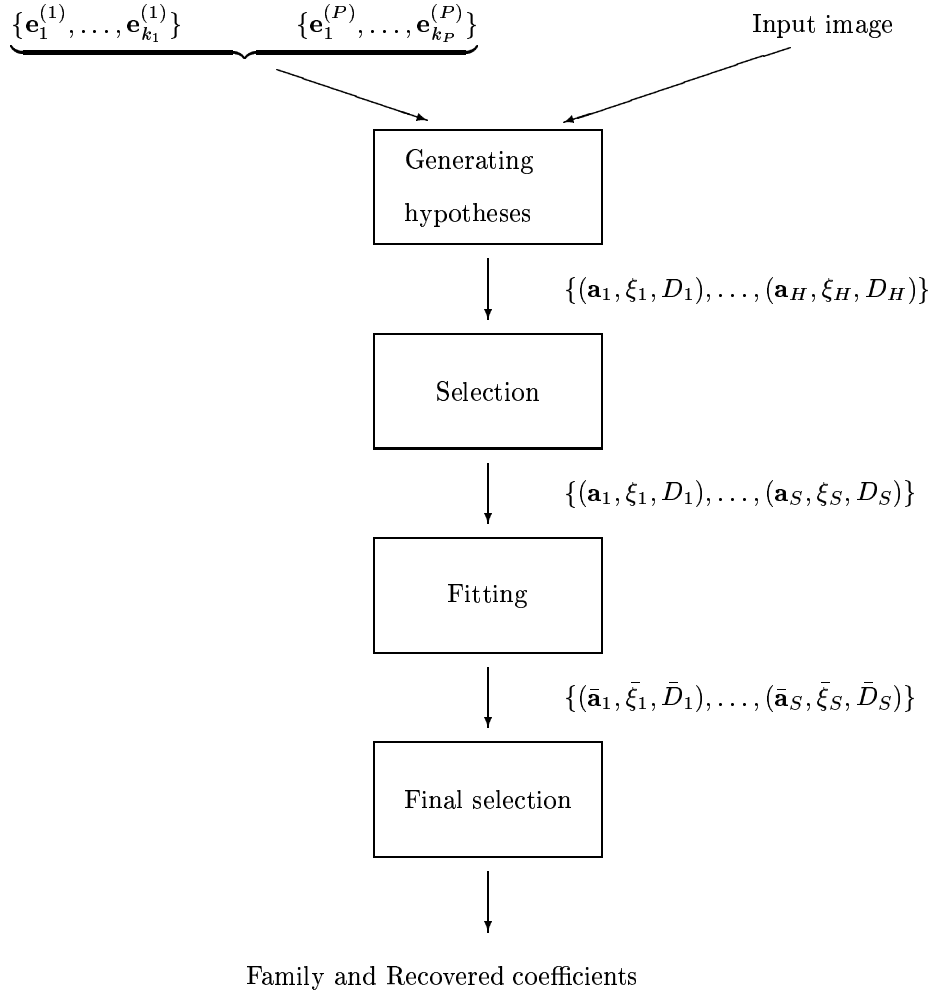 {e_1^{(1)}, ..., e_{k_1}^{(1)}} {e_1^{(P)}, ..., e_{k_P}^{(P)}}
Input image
Generating
hypotheses
{(a_1, ξ_1, D_1), ..., (a_H, ξ_H, D_H)}
Selection
{(a_1, ξ_1, D_1), ..., (a_S, ξ_S, D_S)}
Fitting
{(ā_1, ξ̄_1, D̄_1), ..., (ā_S, ξ̄_S, D̄_S)}
Final selection
Family and Recovered coefficients